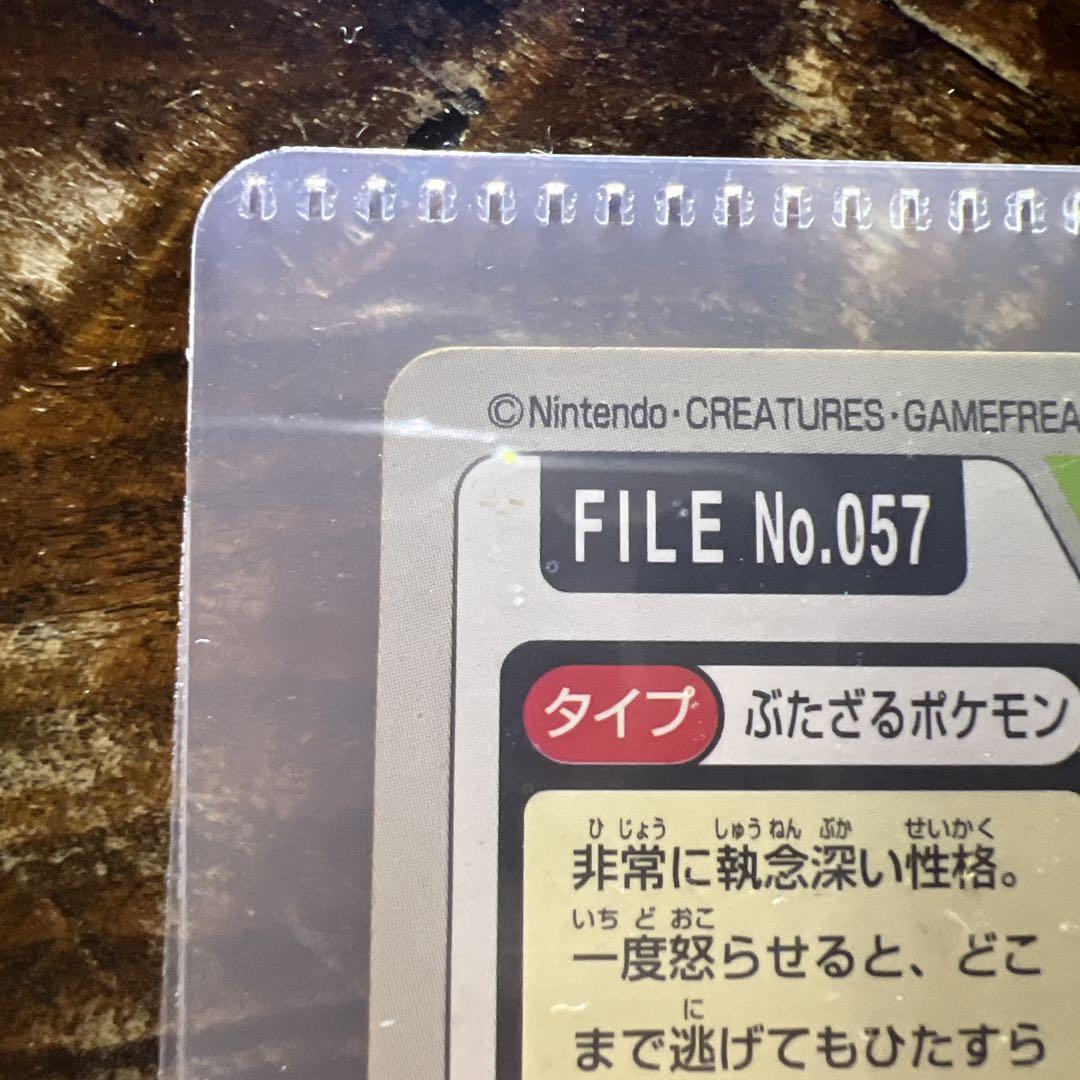 ©Nintendo・CREATURES・GAMEFREA
FILE No.057
タイプ ぶたざるポケモン
ひじょう しゅうねん ぶか せいかく
非常に執念深い性格。
いちど おこ
一度怒らせると、どこ
に
まで逃げてもひたすら